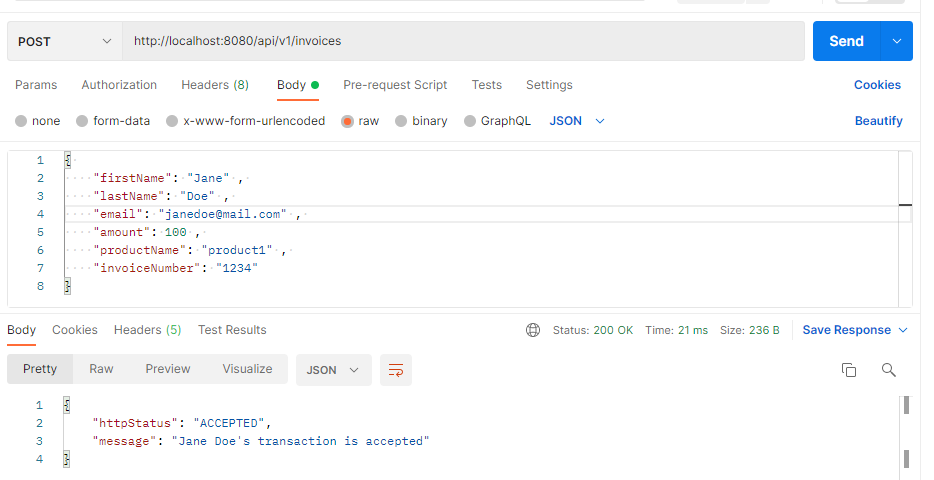 POST http://localhost:8080/api/v1/invoices Send
Params Authorization Headers (8) Body Pre-request Script Tests Settings Cookies
none form-data x-www-form-urlencoded raw binary GraphQL JSON Beautify
1 {
2 "firstName": "Jane" ,
3 "lastName": "Doe" ,
4 "email": "janedoe@mail.com" ,
5 "amount": 100 ,
6 "productName": "product1" ,
7 "invoiceNumber": "1234"
8 }
Body Cookies Headers (5) Test Results Status: 200 OK Time: 21 ms Size: 236 B Save Response
Pretty Raw Preview Visualize JSON
1 {
2 "httpStatus": "ACCEPTED",
3 "message": "Jane Doe's transaction is accepted"
4 }